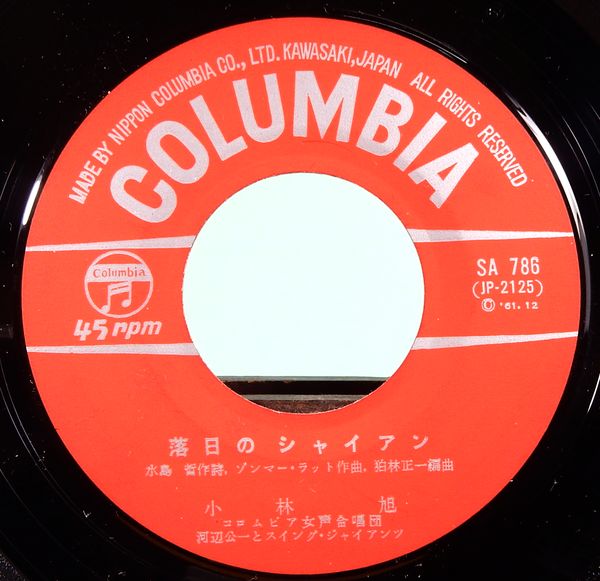 MADE BY NIPPON COLUMBIA CO., LTD. KAWASAKI, JAPAN ALL RIGHTS RESERVED
COLUMBIA
Columbia
45 rpm
SA 786
(JP-2125)
© '61. 12
落日のシャイアン
水島 哲作詩, ゾンマー・ラット作曲, 狛林正一編曲
小林 旭
コロムビア女声合唱団
河辺公一とスイング・ジャイアンツ